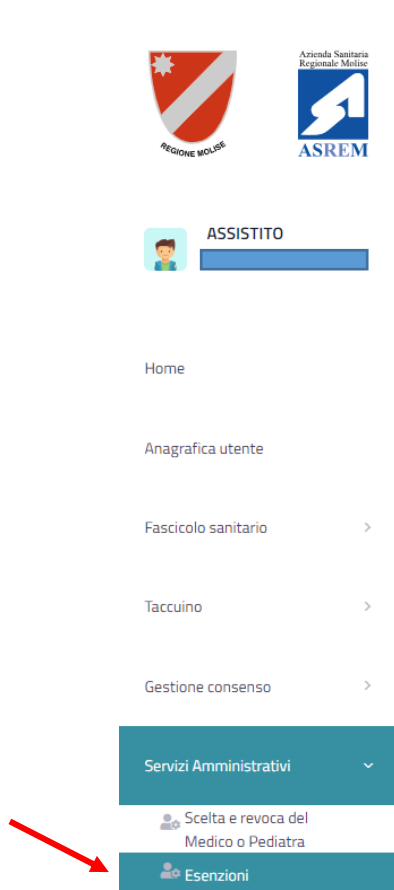 REGIONE MOLISE
Azienda Sanitaria
Regionale Molise
ASREM
ASSISTITO
Home
Anagrafica utente
Fascicolo sanitario
Taccuino
Gestione consenso
Servizi Amministrativi
Scelta e revoca del
Medico o Pediatra
Esenzioni